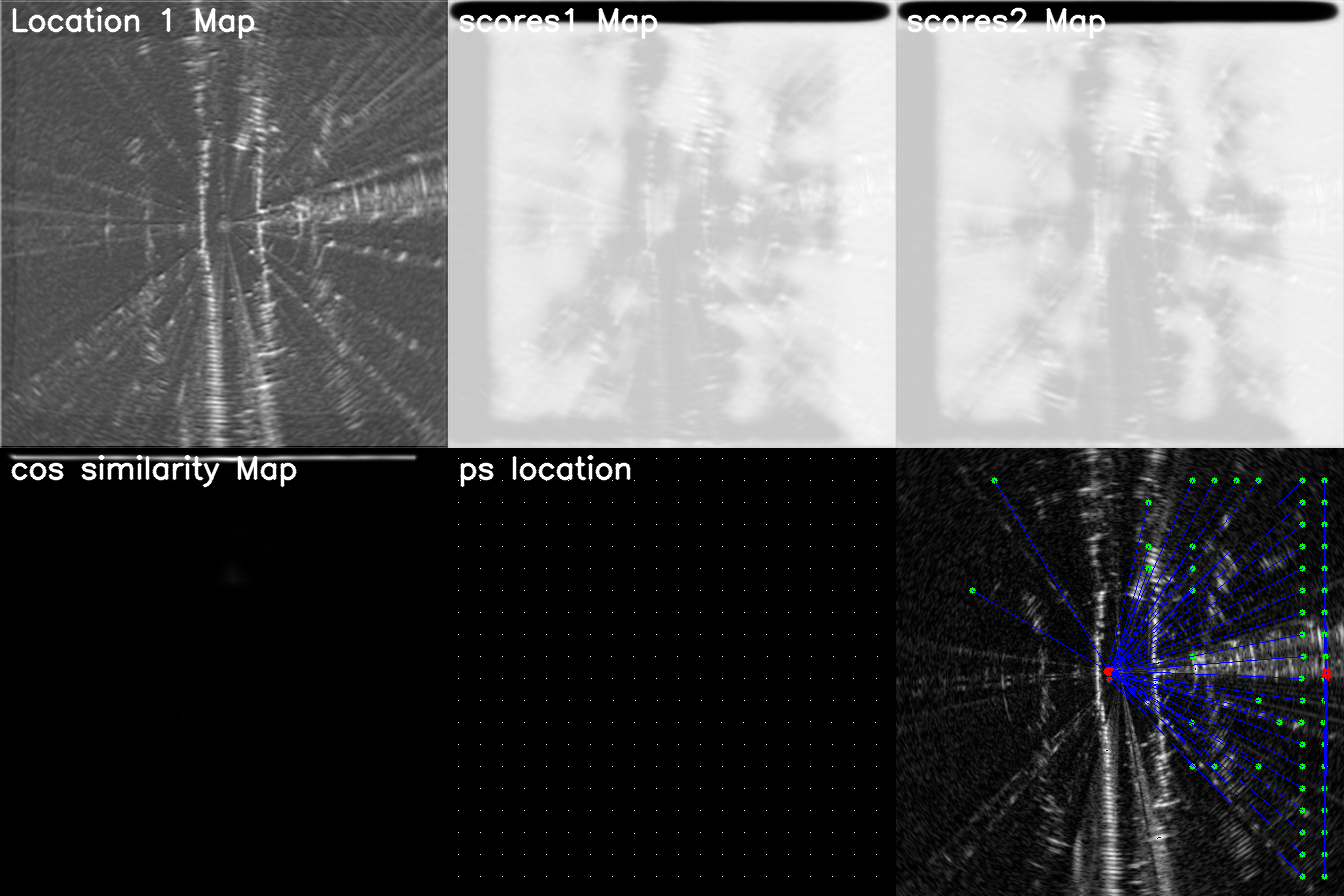 Location 1 Map
scores1 Map
scores2 Map
cos similarity Map
ps location